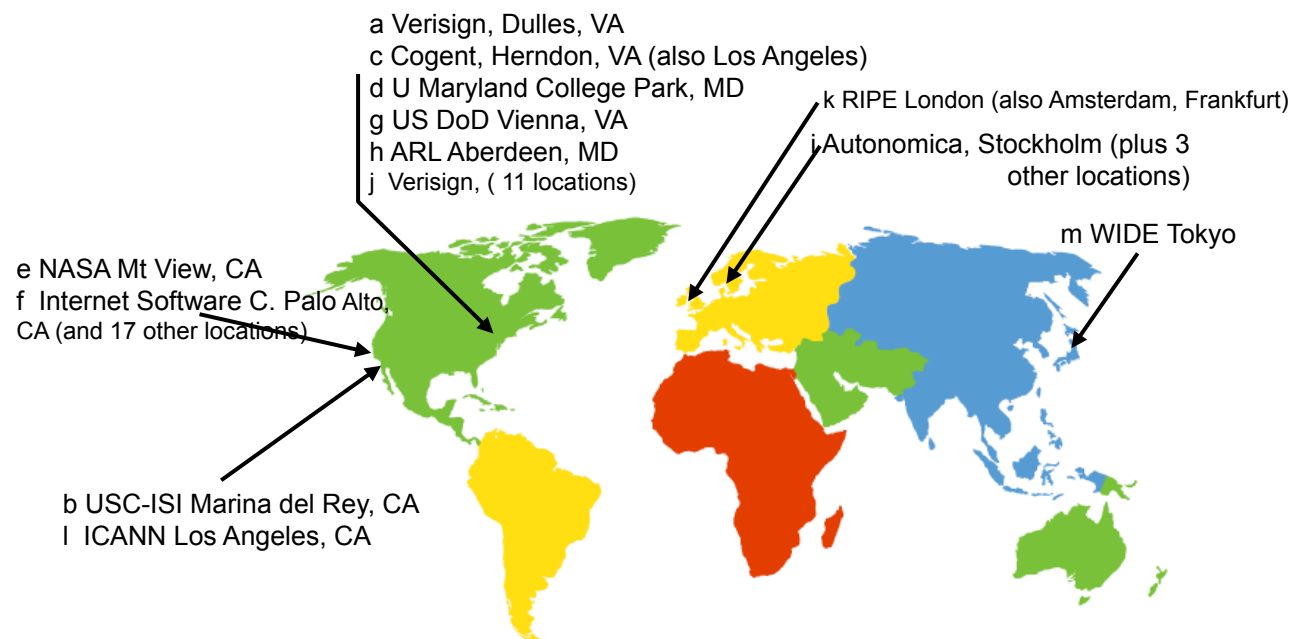 a Verisign, Dulles, VA
c Cogent, Herndon, VA (also Los Angeles)
d U Maryland College Park, MD
g US DoD Vienna, VA
h ARL Aberdeen, MD
j Verisign, ( 11 locations)
k RIPE London (also Amsterdam, Frankfurt)
i Autonomica, Stockholm (plus 3
other locations)
m WIDE Tokyo
e NASA Mt View, CA
f Internet Software C. Palo Alto,
CA (and 17 other locations)
b USC-ISI Marina del Rey, CA
l ICANN Los Angeles, CA